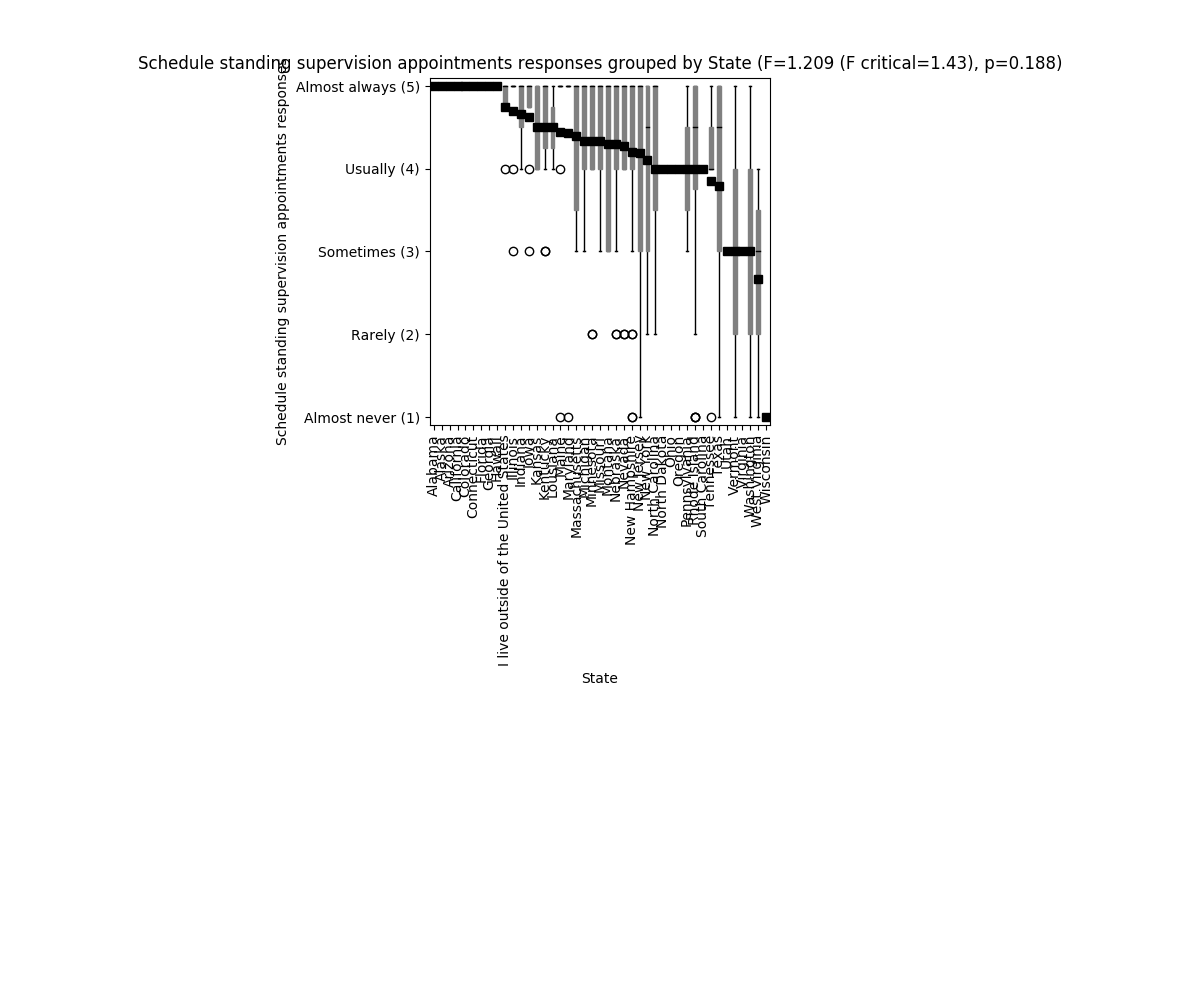 Schedule standing supervision appointments responses grouped by State (F=1.209 (F critical=1.43), p=0.188)
Schedule standing supervision appointments responses
Almost always (5)
Usually (4)
Sometimes (3)
Rarely (2)
Almost never (1)
Alabama
Alaska
Arizona
California
Colorado
Connecticut
Florida
Georgia
Hawaii
I live outside of the United States
Illinois
Indiana
Iowa
Kansas
Kentucky
Louisiana
Maine
Maryland
Massachusetts
Michigan
Minnesota
Missouri
Montana
Nebraska
Nevada
New Hampshire
New Jersey
New York
North Carolina
North Dakota
Ohio
Oregon
Pennsylvania
Rhode Island
South Carolina
Tennessee
Texas
Utah
Vermont
Virginia
Washington
West Virginia
Wisconsin
State